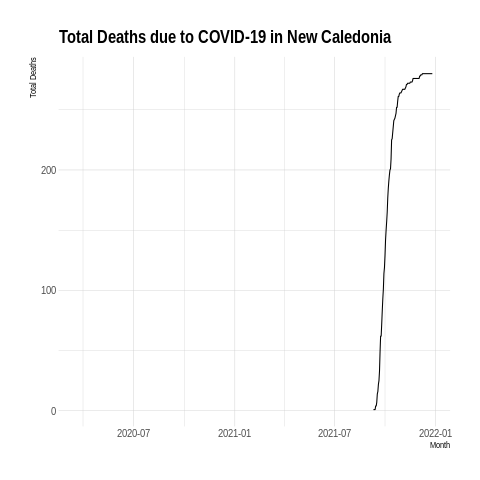 Total Deaths due to COVID-19 in New Caledonia
Total Deaths
200
100
0
2020-07 2021-01 2021-07 2022-01
Month